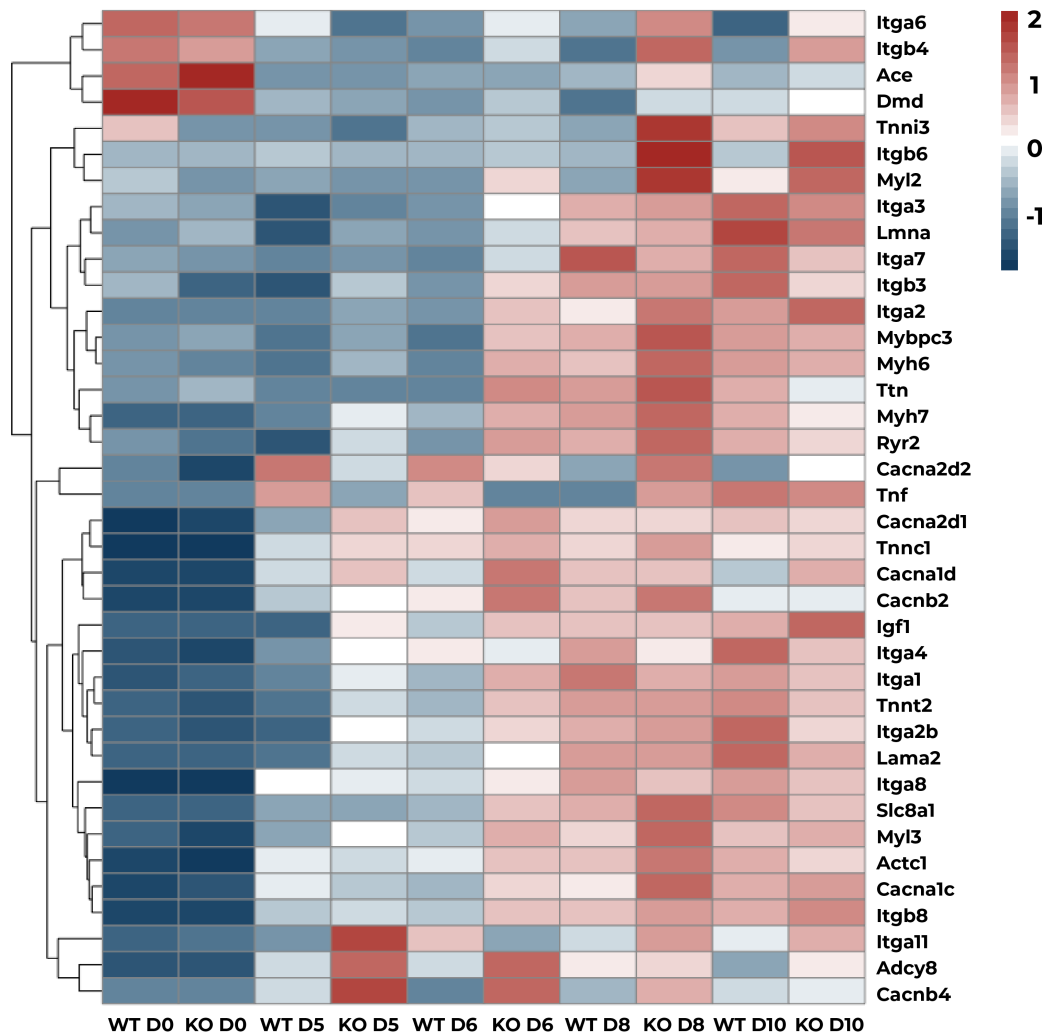 Itga6
Itgb4
Ace
Dmd
Tnni3
Itgb6
Myl2
Itga3
Lmna
Itga7
Itgb3
Itga2
Mybpc3
Myh6
Ttn
Myh7
Ryr2
Cacna2d2
Tnf
Cacna2d1
Tnnc1
Cacna1d
Cacnb2
Igf1
Itga4
Itga1
Tnnt2
Itga2b
Lama2
Itga8
Slc8a1
Myl3
Actc1
Cacna1c
Itgb8
Itga11
Adcy8
Cacnb4
2
1
0
-1
WT D0 KO D0 WT D5 KO D5 WT D6 KO D6 WT D8 KO D8 WT D10 KO D10